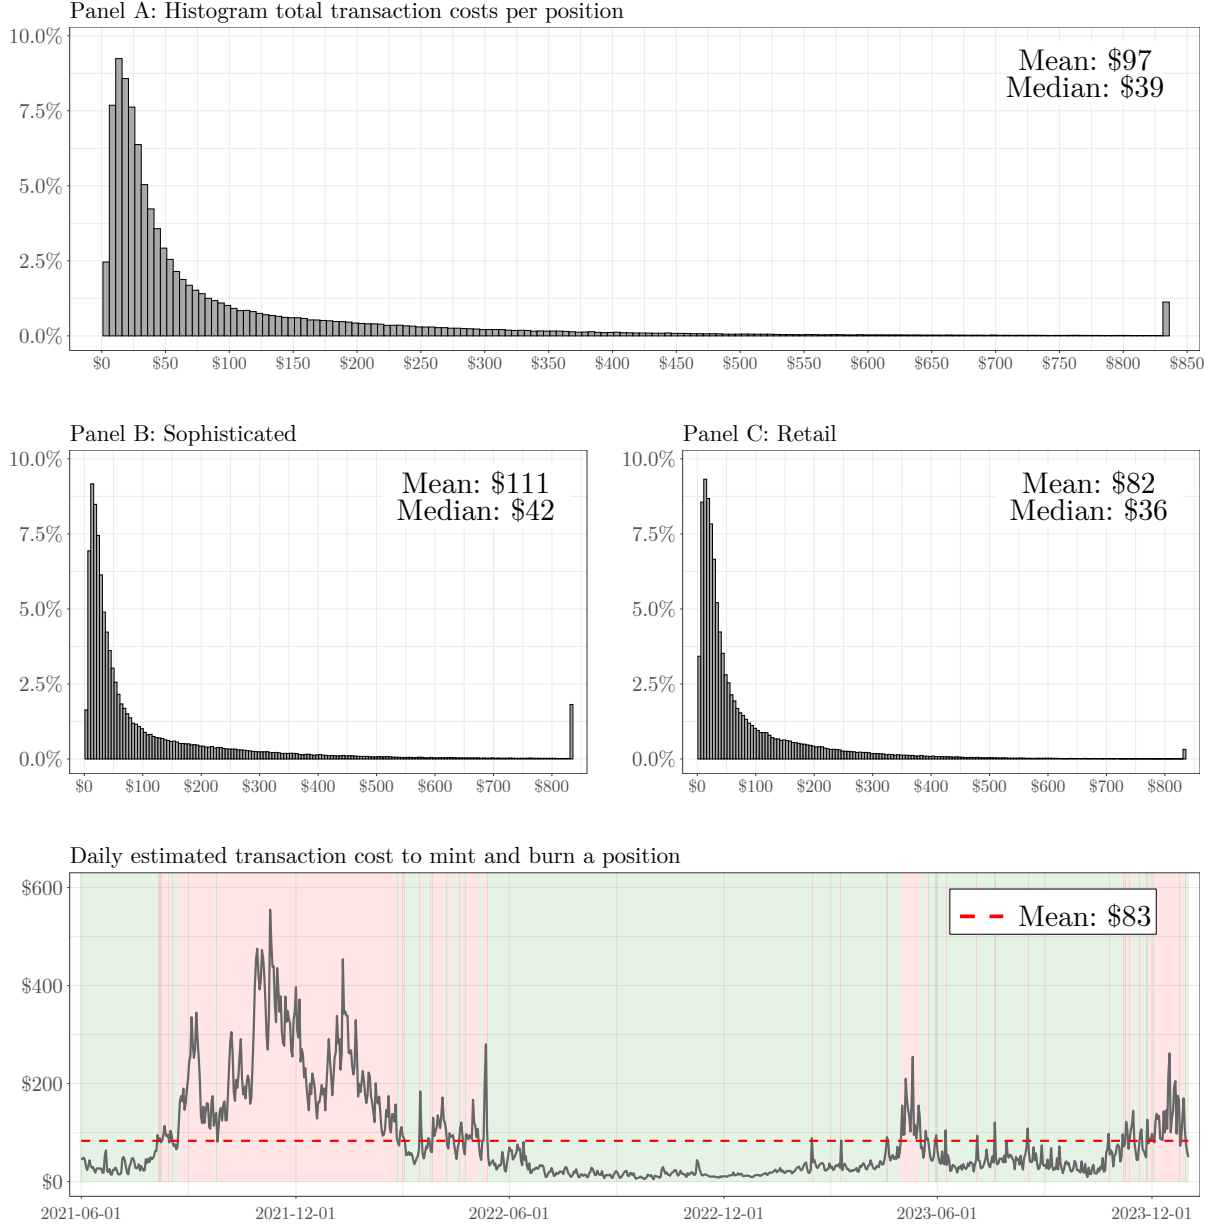 Panel A: Histogram total transaction costs per position
10.0%
7.5%
5.0%
2.5%
0.0%
Mean: $97
Median: $39
$0 $50 $100 $150 $200 $250 $300 $350 $400 $450 $500 $550 $600 $650 $700 $750 $800 $850
Panel B: Sophisticated
10.0%
7.5%
5.0%
2.5%
0.0%
Mean: $111
Median: $42
$0 $100 $200 $300 $400 $500 $600 $700 $800
Panel C: Retail
10.0%
7.5%
5.0%
2.5%
0.0%
Mean: $82
Median: $36
$0 $100 $200 $300 $400 $500 $600 $700 $800
Daily estimated transaction cost to mint and burn a position
$600
$400
$200
$0
Mean: $83
2021-06-01 2021-12-01 2022-06-01 2022-12-01 2023-06-01 2023-12-01